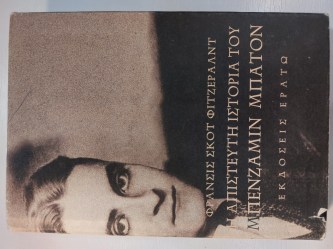 ΦΡΑΝΣΙΣ ΣΚΟΤ ΦΙΤΖΕΡΑΛΝΤ
Η ΑΠΙΣΤΕΥΤΗ ΙΣΤΟΡΙΑ ΤΟΥ
ΜΠΕΝΖΑΜΙΝ ΜΠΑΤΟΝ
ΕΚΔΟΣΕΙΣ ΕΡΑΤΩ